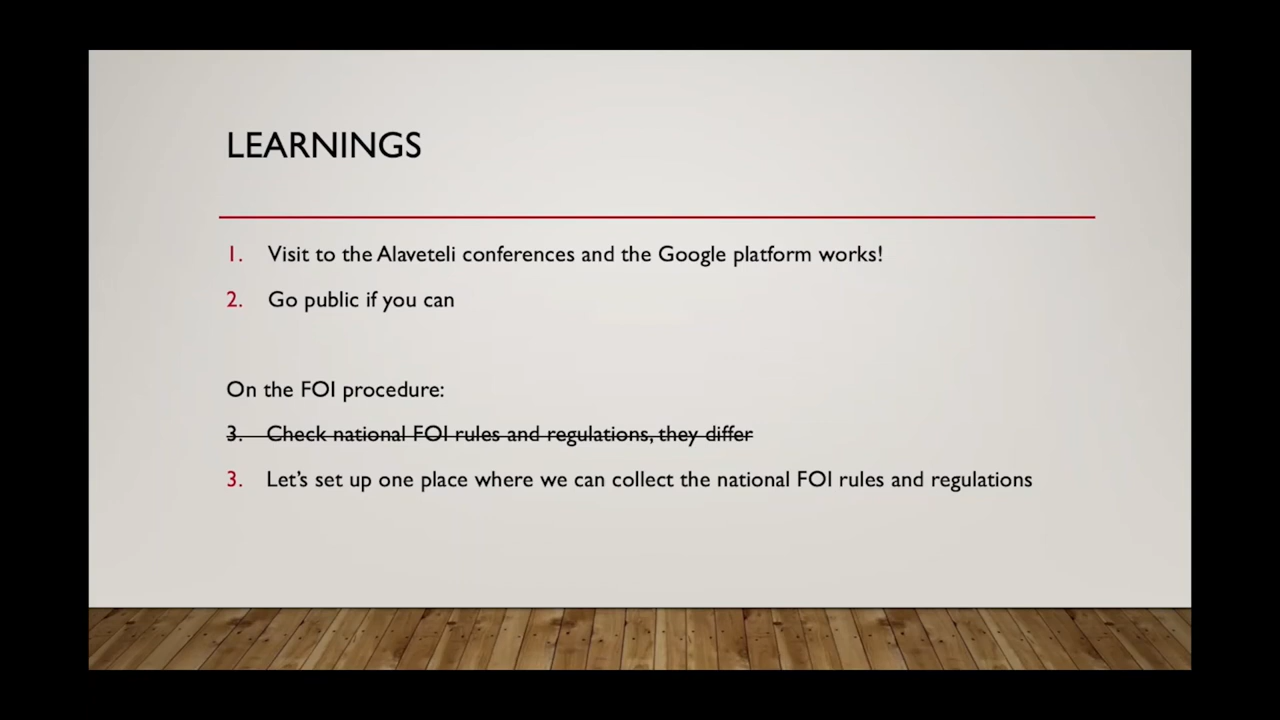 LEARNINGS
1. Visit to the Alaveteli conferences and the Google platform works!
2. Go public if you can
On the FOI procedure:
3. Check national FOI rules and regulations, they differ
3. Let's set up one place where we can collect the national FOI rules and regulations